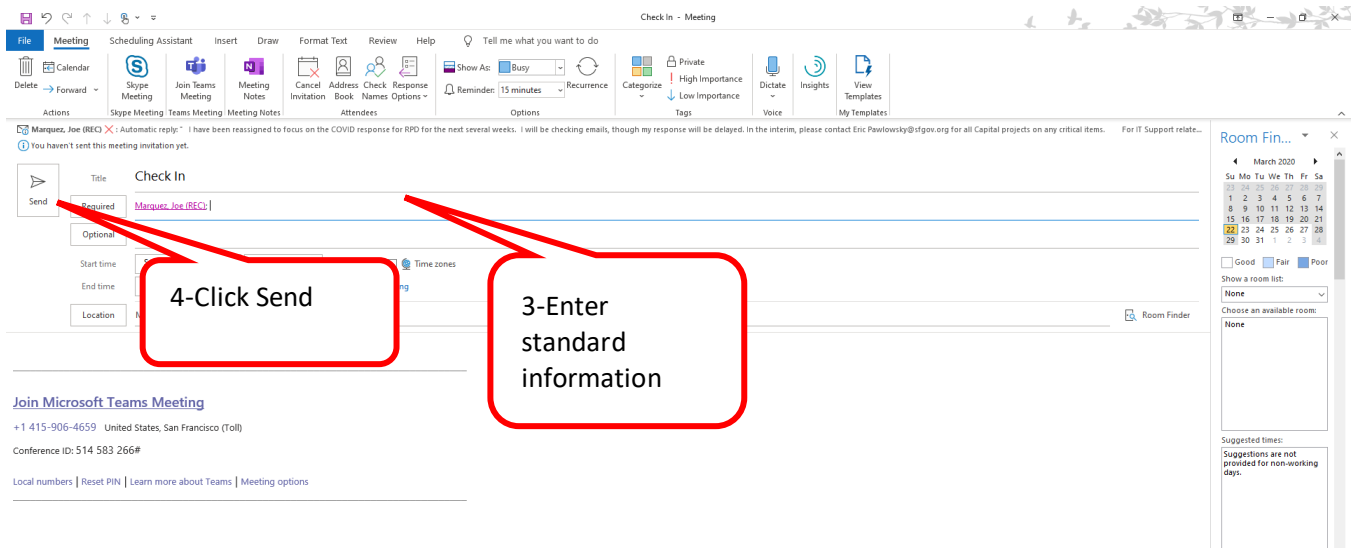 Check In - Meeting
File Meeting Scheduling Assistant Insert Draw Format Text Review Help Tell me what you want to do
Delete
Calendar
Forward
Actions
Skype Meeting
Skype Meeting
Join Teams Meeting
Teams Meeting
Meeting Notes
Meeting Notes
Cancel Invitation
Address Book
Check Names
Response Options
Attendees
Show As: Busy
Reminder: 15 minutes
Recurrence
Options
Categorize
Private
High Importance
Low Importance
Tags
Dictate
Voice
Insights
View Templates
My Templates
Marquez, Joe (REC) : Automatic reply: " I have been reassigned to focus on the COVID response for RPD for the next several weeks. I will be checking emails, though my response will be delayed. In the interim, please contact Eric Pawlowsky@sfgov.org for all Capital projects on any critical items. For IT Support relate...
You haven't sent this meeting invitation yet.
Send
Title Check In
Required Marquez, Joe (REC);
Optional
Start time
Time zones
End time
Location
Room Finder
4-Click Send
3-Enter
standard
information
Join Microsoft Teams Meeting
+1 415-906-4659 United States, San Francisco (Toll)
Conference ID: 514 583 266#
Local numbers | Reset PIN | Learn more about Teams | Meeting options
Room Fin...
March 2020
Su Mo Tu We Th Fr Sa
23 24 25 26 27 28 29
1 2 3 4 5 6 7
8 9 10 11 12 13 14
15 16 17 18 19 20 21
22 23 24 25 26 27 28
29 30 31 1 2 3 4
Good Fair Poor
Show a room list:
None
Choose an available room:
None
Suggested times:
Suggestions are not
provided for non-working
days.